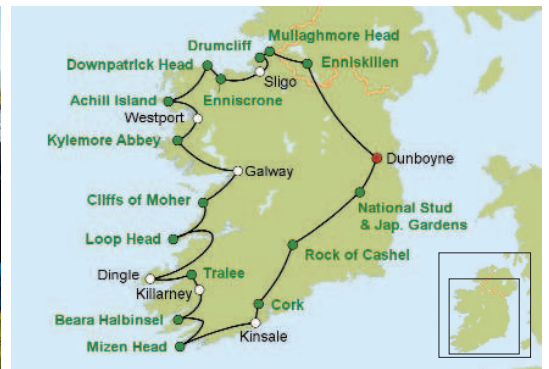 Mullaghmore Head
Drumcliff
Downpatrick Head
Enniskillen
Sligo
Achill Island
Enniscrone
Westport
Kylemore Abbey
Dunboyne
Galway
Cliffs of Moher
National Stud
& Jap. Gardens
Loop Head
Rock of Cashel
Dingle
Tralee
Killarney
Cork
Beara Halbinsel
Kinsale
Mizen Head